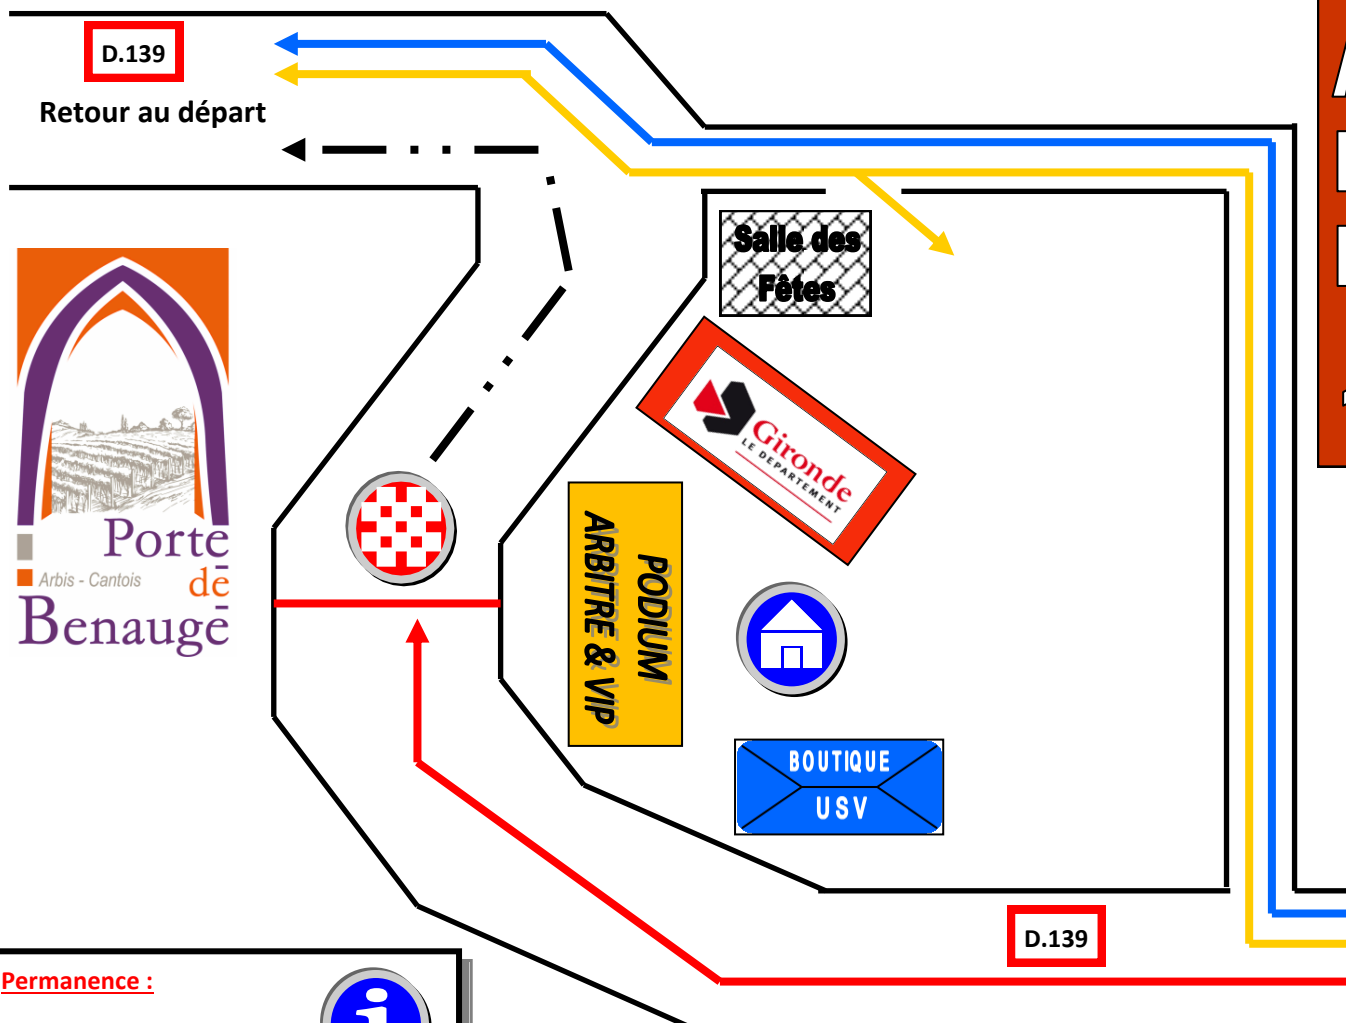 D.139
Retour au départ
Salle des
Fêtes
Gironde
LE DEPARTEMENT
Porte
Arbis - Cantois
de
Benauge
PODIUM
ARBITRE & VIP
BOUTIQUE
USV
D.139
Permanence :
i